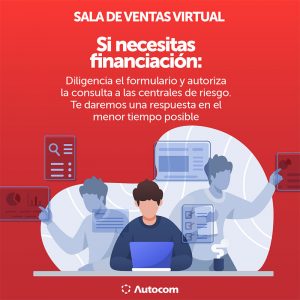 SALA DE VENTAS VIRTUAL
Si necesitas
financiación:
Diligencia el formulario y autoriza
la consulta a las centrales de riesgo.
Te daremos una respuesta en el
menor tiempo posible
Autocom